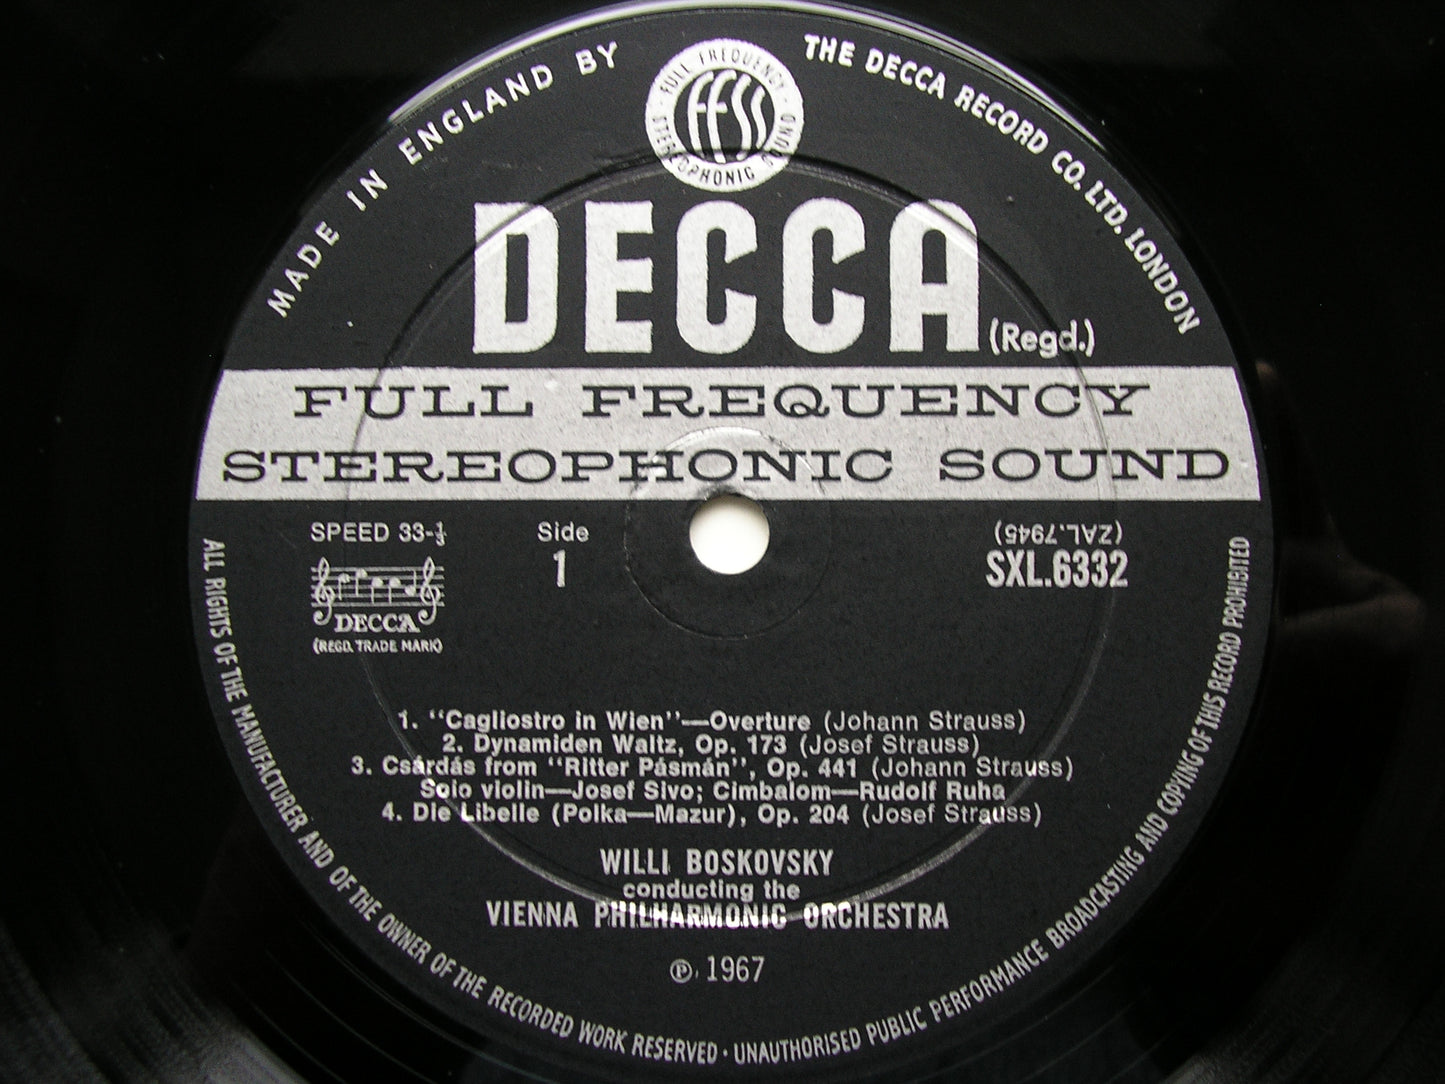 MADE IN ENGLAND BY
THE DECCA RECORD CO. LTD. LONDON
FULL FREQUENCY
ffss
STEREOPHONIC SOUND
DECCA
(Regd.)
FULL FREQUENCY
STEREOPHONIC SOUND
SPEED 33-⅓
Side
1
(ZAL.7945)
SXL.6332
DECCA
(REGD. TRADE MARK)
1. "Cagliostro in Wien"—Overture (Johann Strauss)
2. Dynamiden Waltz, Op. 173 (Josef Strauss)
3. Csárdás from "Ritter Pásmán", Op. 441 (Johann Strauss)
Solo violin—Josef Sivo; Cimbalom—Rudolf Ruha
4. Die Libelle (Polka—Mazur), Op. 204 (Josef Strauss)
WILLI BOSKOVSKY
conducting the
VIENNA PHILHARMONIC ORCHESTRA
℗ 1967
ALL RIGHTS OF THE MANUFACTURER AND OF THE OWNER OF THE RECORDED WORK RESERVED · UNAUTHORISED PUBLIC PERFORMANCE BROADCASTING AND COPYING OF THIS RECORD PROHIBITED